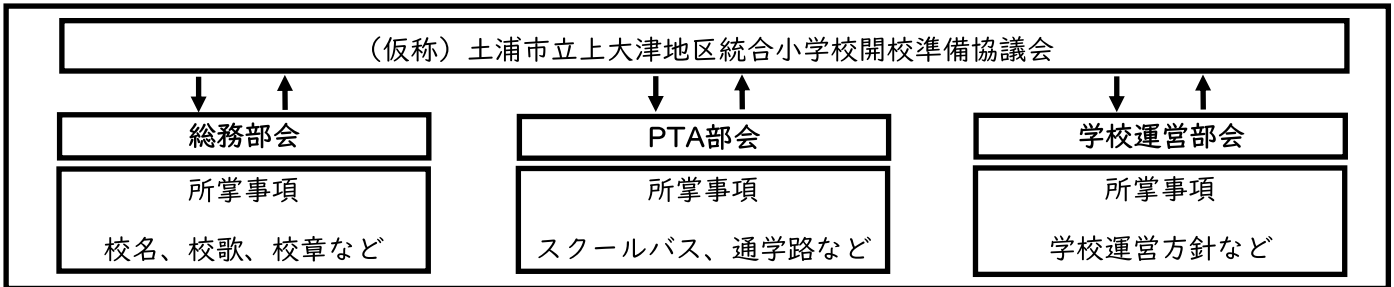 （仮称）土浦市立上大津地区統合小学校開校準備協議会
総務部会
所掌事項
校名、校歌、校章など
PTA部会
所掌事項
スクールバス、通学路など
学校運営部会
所掌事項
学校運営方針など